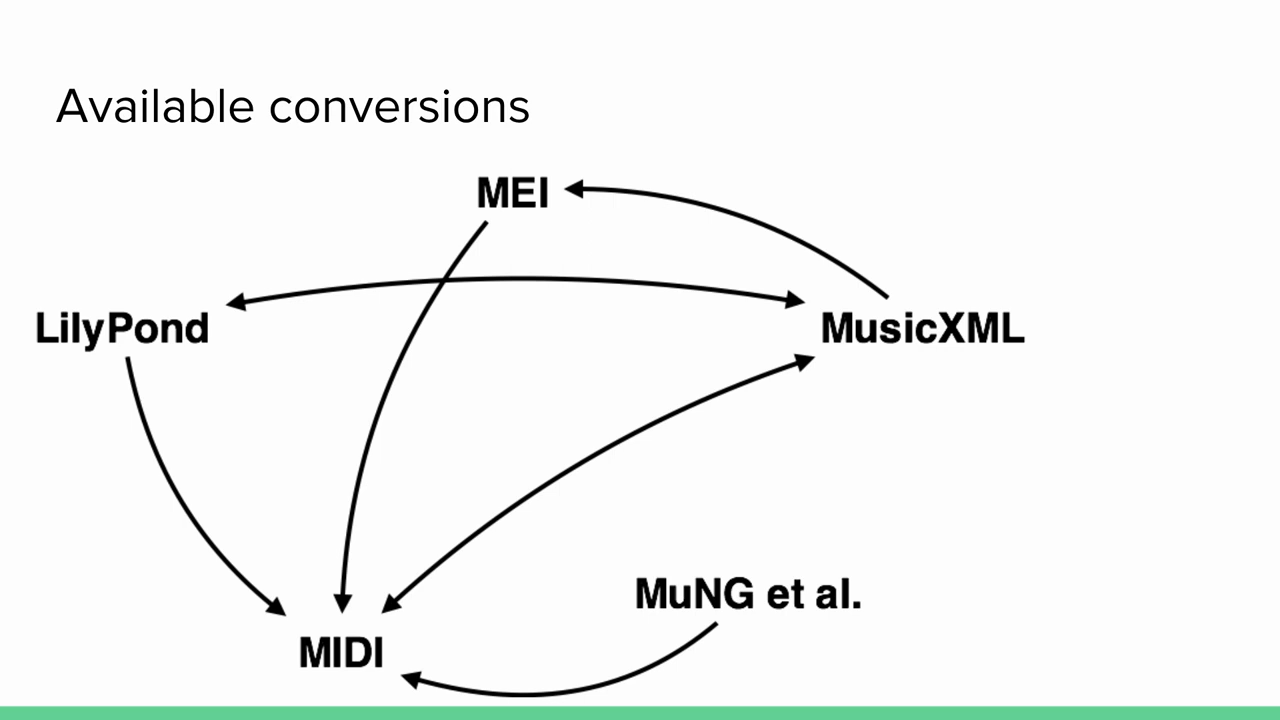 Available conversions
MEI
LilyPond
MusicXML
MuNG et al.
MIDI